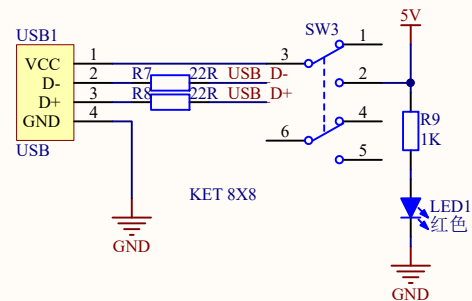 USB1
VCC
D-
D+
GND
USB
1
2
3
4
R7
22R
USB D-
R8
22R
USB D+
GND
KET 8X8
SW3
3
1
2
6
4
5
5V
R9
1K
LED1
红色
GND